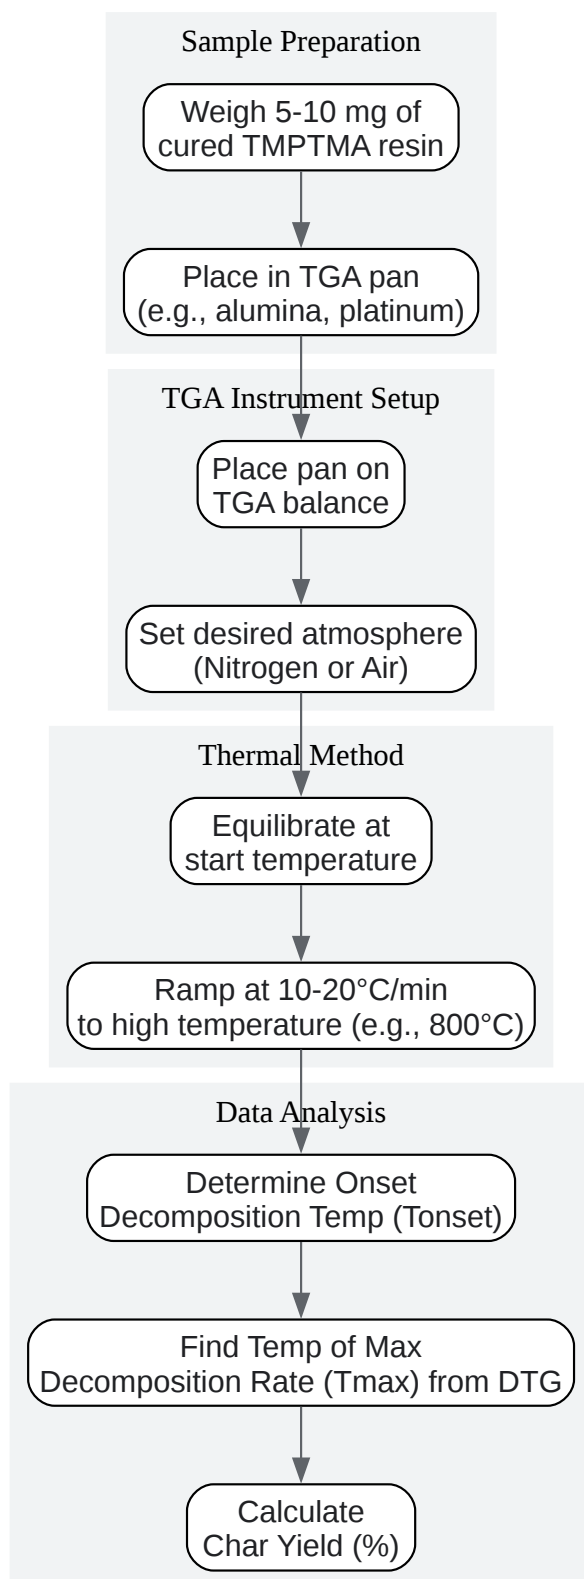 Sample Preparation
Weigh 5-10 mg of
cured TMPTMA resin
Place in TGA pan
(e.g., alumina, platinum)
TGA Instrument Setup
Place pan on
TGA balance
Set desired atmosphere
(Nitrogen or Air)
Thermal Method
Equilibrate at
start temperature
Ramp at 10-20°C/min
to high temperature (e.g., 800°C)
Data Analysis
Determine Onset
Decomposition Temp (Tonset)
Find Temp of Max
Decomposition Rate (Tmax) from DTG
Calculate
Char Yield (%)